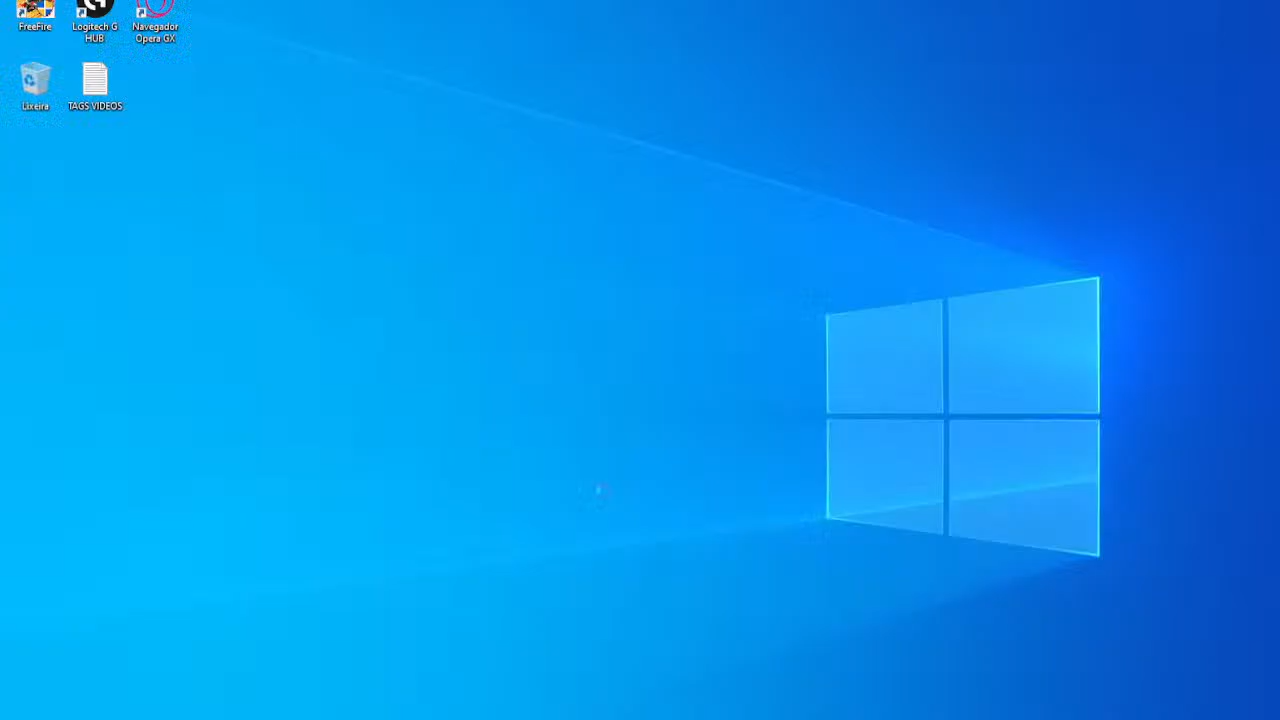 FreeFire
Logitech G
HUB
Navegador
Opera GX
Lixeira
TAGS VIDEOS